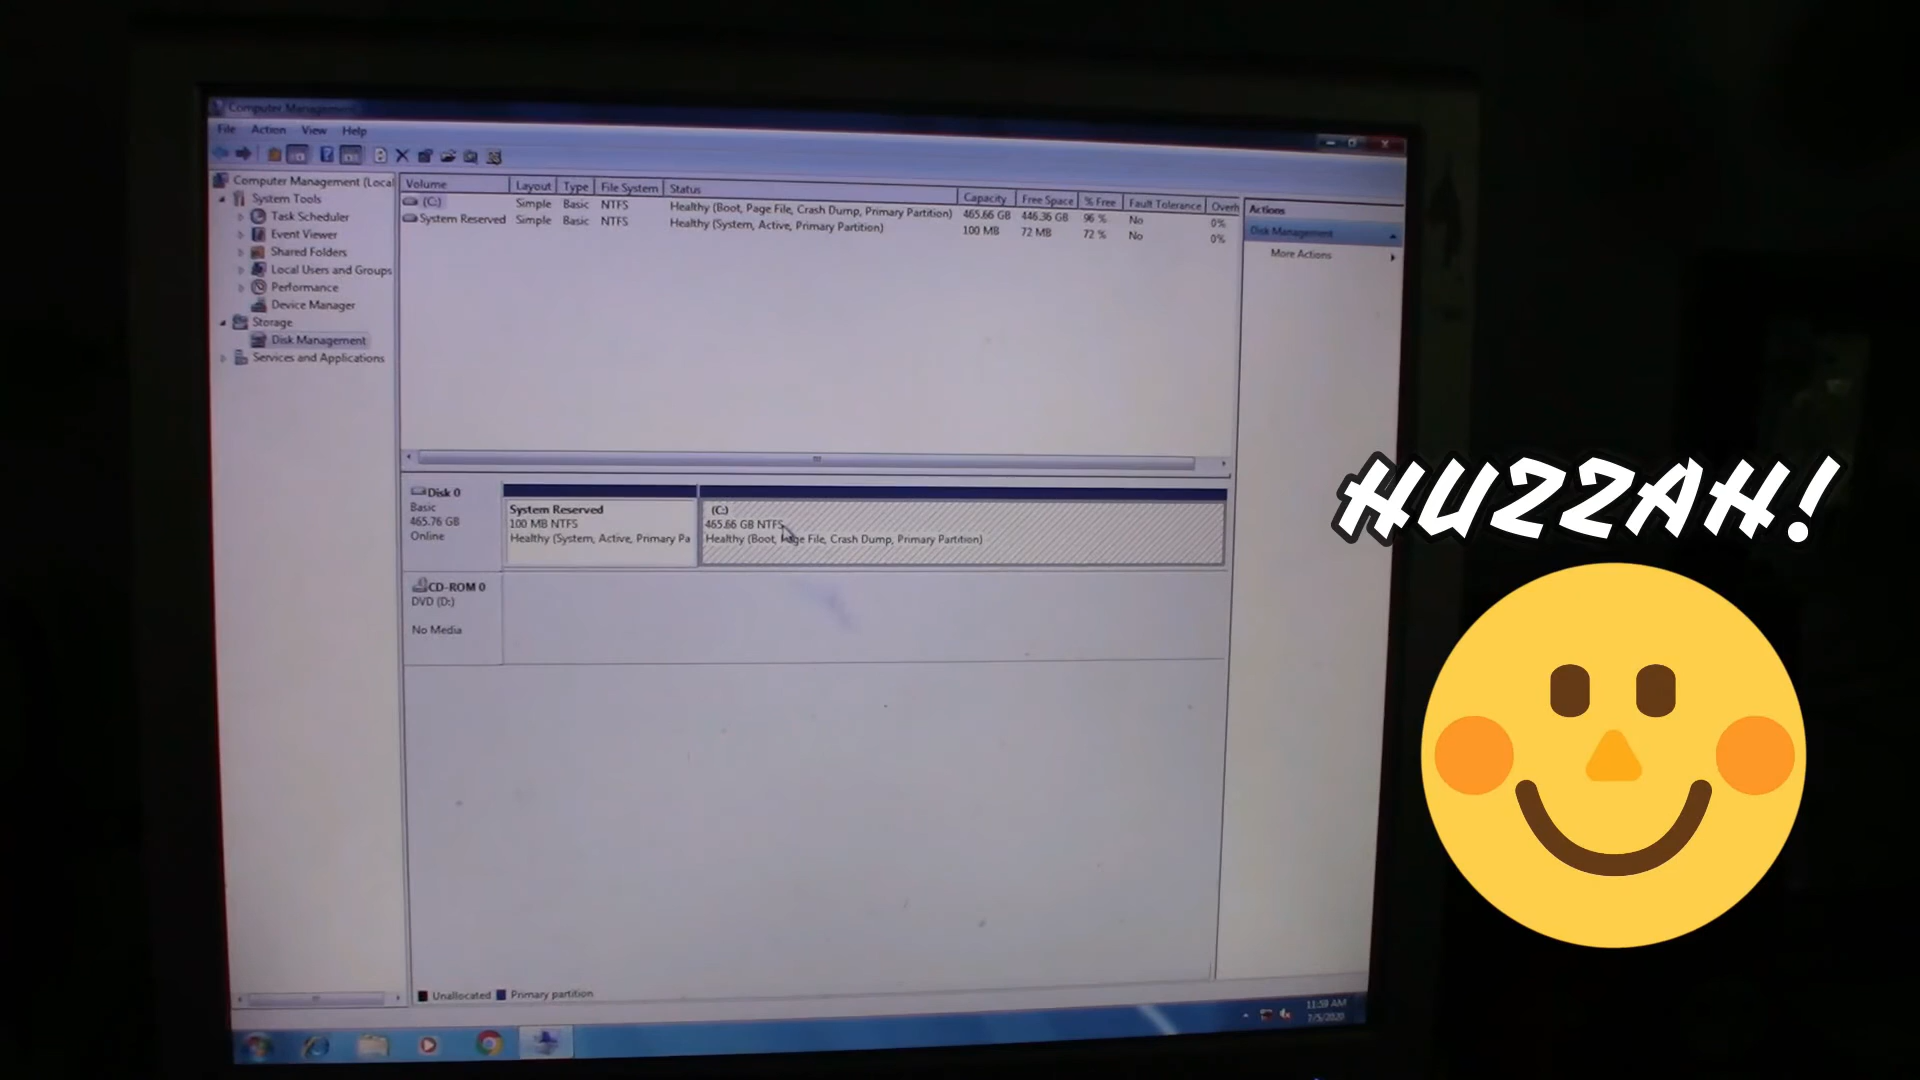 Computer Management
File Action View Help
Computer Management (Local
System Tools
Task Scheduler
Event Viewer
Shared Folders
Local Users and Groups
Performance
Device Manager
Storage
Disk Management
Services and Applications
Volume Layout Type File System Status Capacity Free Space % Free Fault Tolerance Overh
(C:) Simple Basic NTFS Healthy (Boot, Page File, Crash Dump, Primary Partition) 465.66 GB 446.36 GB 96 % No 0%
System Reserved Simple Basic NTFS Healthy (System, Active, Primary Partition) 100 MB 72 MB 72 % No 0%
Actions
Disk Management
More Actions
Disk 0
Basic
465.76 GB
Online
System Reserved
100 MB NTFS
Healthy (System, Active, Primary Pa
(C:)
465.66 GB NTFS
Healthy (Boot, Page File, Crash Dump, Primary Partition)
CD-ROM 0
DVD (D:)
No Media
HUZZAH!
Unallocated Primary partition
11:59 AM
7/5/2020